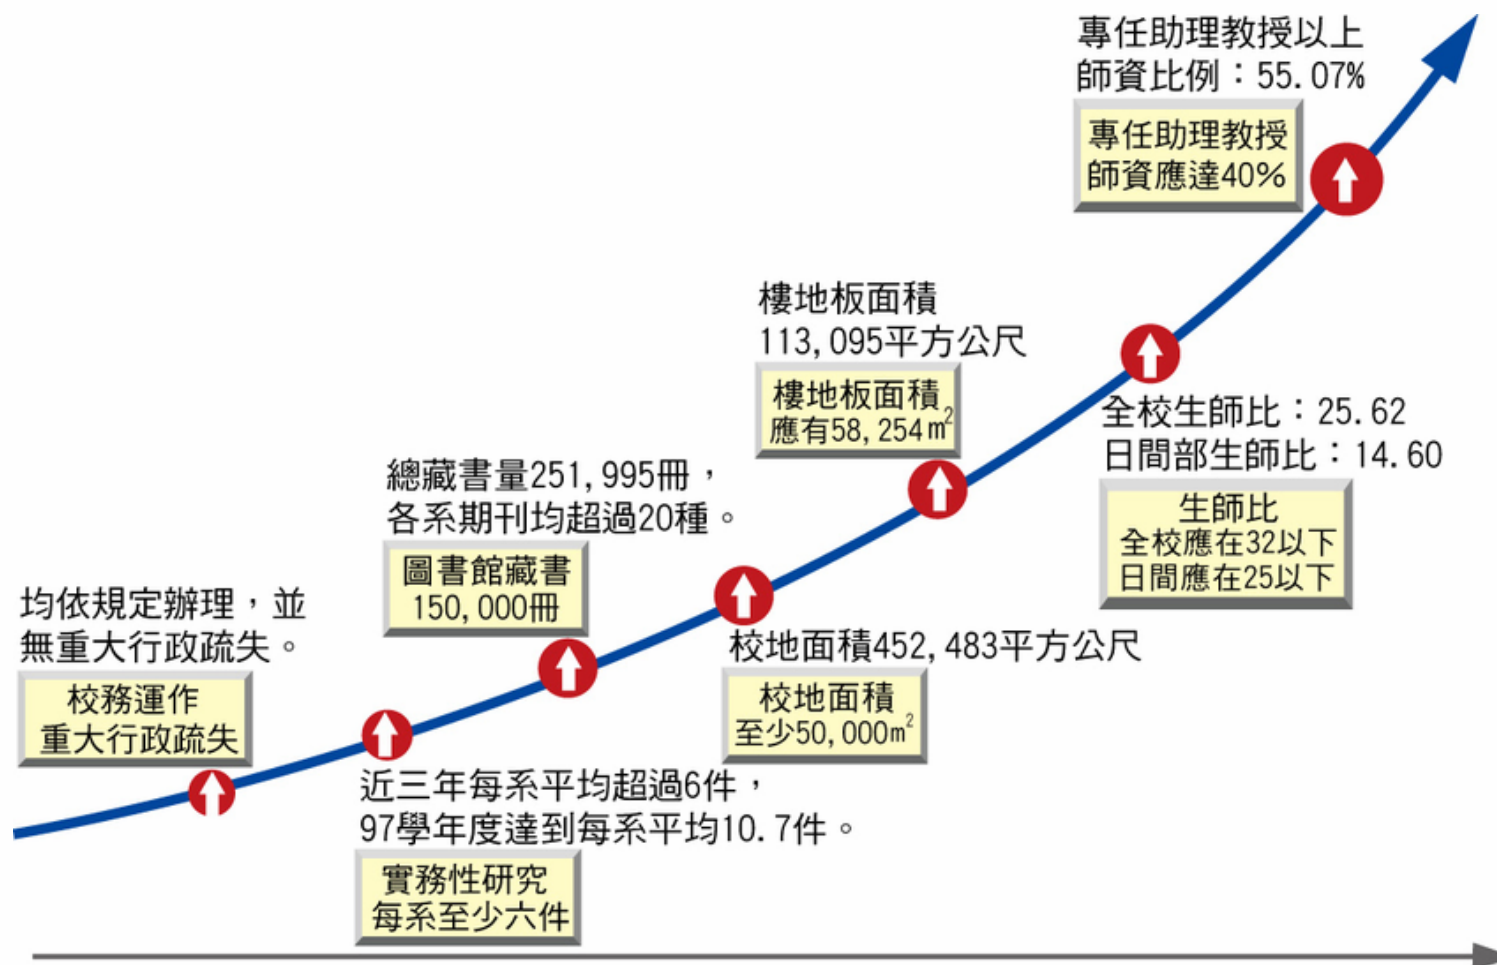 專任助理教授以上
師資比例：55.07%
專任助理教授
師資應達40%
樓地板面積
113,095平方公尺
樓地板面積
應有58,254㎡
全校生師比：25.62
日間部生師比：14.60
生師比
全校應在32以下
日間應在25以下
總藏書量251,995冊，
各系期刊均超過20種。
圖書館藏書
150,000冊
校地面積452,483平方公尺
校地面積
至少50,000㎡
均依規定辦理，並
無重大行政疏失。
校務運作
重大行政疏失
近三年每系平均超過6件，
97學年度達到每系平均10.7件。
實務性研究
每系至少六件